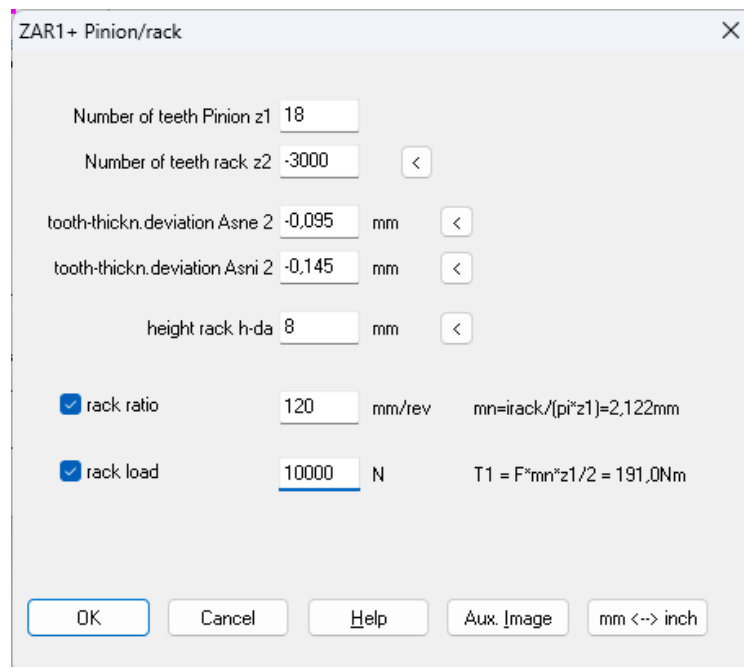 ZAR1+ Pinion/rack
Number of teeth Pinion z1 18
Number of teeth rack z2 -3000 <
tooth-thickn.deviation Asne 2 -0,095 mm <
tooth-thickn.deviation Asni 2 -0,145 mm <
height rack h-da 8 mm <
rack ratio 120 mm/rev mn=irack/(pi*z1)=2,122mm
rack load 10000 N T1 = F*mn*z1/2 = 191,0Nm
OK Cancel Help Aux. Image mm <--> inch